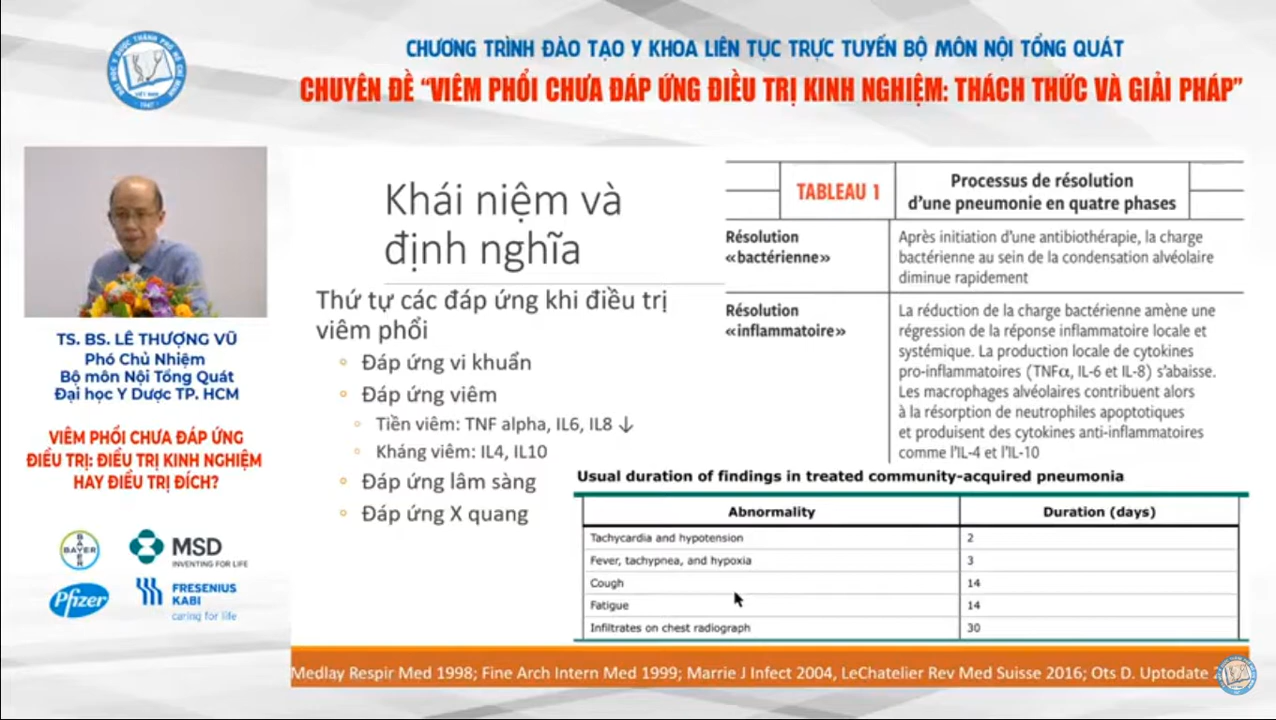 CHƯƠNG TRÌNH ĐÀO TẠO Y KHOA LIÊN TỤC TRỰC TUYẾN BỘ MÔN NỘI TỔNG QUÁT
CHUYÊN ĐỀ “VIÊM PHỔI CHƯA ĐÁP ỨNG ĐIỀU TRỊ KINH NGHIỆM: THÁCH THỨC VÀ GIẢI PHÁP”
TS. BS. LÊ THƯỢNG VŨ
Phó Chủ Nhiệm
Bộ môn Nội Tổng Quát
Đại học Y Dược TP. HCM
VIÊM PHỔI CHƯA ĐÁP ỨNG
ĐIỀU TRỊ: ĐIỀU TRỊ KINH NGHIỆM
HAY ĐIỀU TRỊ ĐÍCH?
BAYER
MSD
INVENTING FOR LIFE
Pfizer
FRESENIUS
KABI
caring for life
Khái niệm và
định nghĩa
Thứ tự các đáp ứng khi điều trị
viêm phổi
Đáp ứng vi khuẩn
Đáp ứng viêm
Tiền viêm: TNF alpha, IL6, IL8 ↓
Kháng viêm: IL4, IL10
Đáp ứng lâm sàng
Đáp ứng X quang
TABLEAU 1
Processus de résolution
d’une pneumonie en quatre phases
Résolution
«bactérienne»
Après initiation d’une antibiothérapie, la charge
bactérienne au sein de la condensation alvéolaire
diminue rapidement
Résolution
«inflammatoire»
La réduction de la charge bactérienne amène une
régression de la réponse inflammatoire locale et
systémique. La production locale de cytokines
pro-inflammatoires (TNFα, IL-6 et IL-8) s’abaisse.
Les macrophages alvéolaires contribuent alors
à la résorption de neutrophiles apoptotiques
et produisent des cytokines anti-inflammatoires
comme l’IL-4 et l’IL-10
Usual duration of findings in treated community-acquired pneumonia
Abnormality Duration (days)
Tachycardia and hypotension 2
Fever, tachypnea, and hypoxia 3
Cough 14
Fatigue 14
Infiltrates on chest radiograph 30
Medlay Respir Med 1998; Fine Arch Intern Med 1999; Marrie J Infect 2004, LeChatelier Rev Med Suisse 2016; Ots D. Uptodate